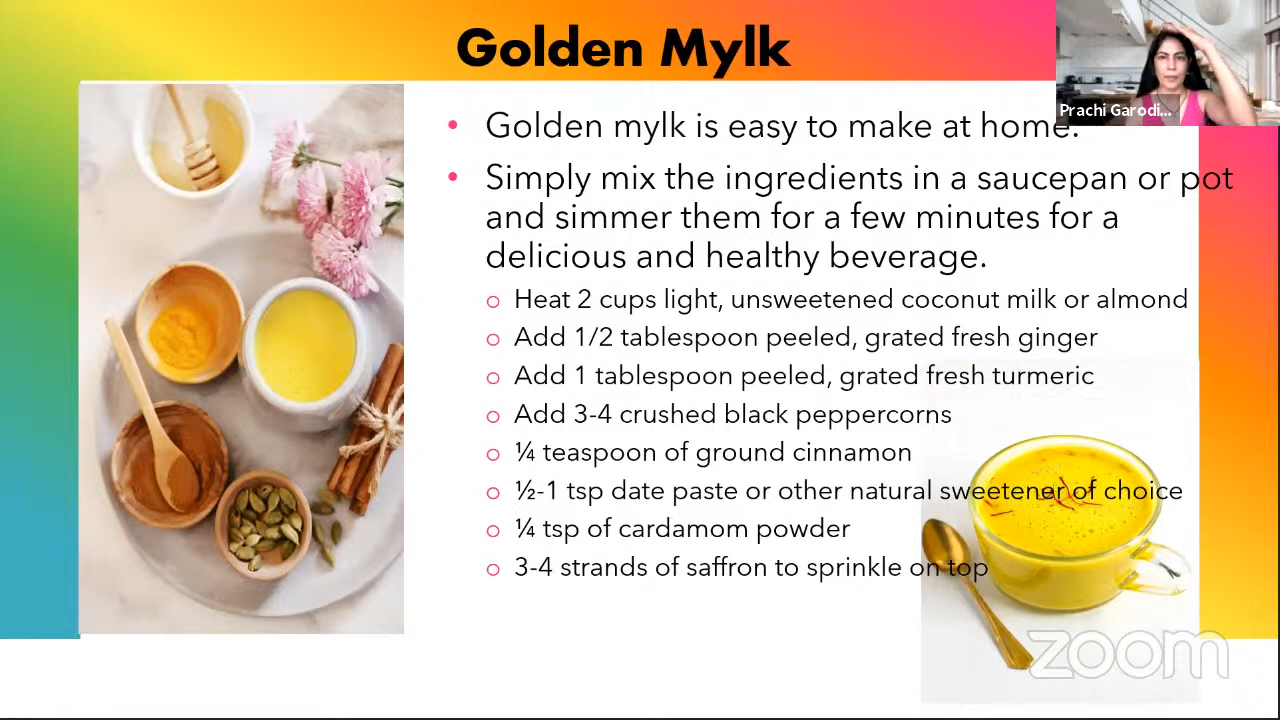 Golden Mylk
Prachi Garodi...
• Golden mylk is easy to make at home.
• Simply mix the ingredients in a saucepan or pot
and simmer them for a few minutes for a
delicious and healthy beverage.
o Heat 2 cups light, unsweetened coconut milk or almond
o Add 1/2 tablespoon peeled, grated fresh ginger
o Add 1 tablespoon peeled, grated fresh turmeric
o Add 3-4 crushed black peppercorns
o ¼ teaspoon of ground cinnamon
o ½-1 tsp date paste or other natural sweetener of choice
o ¼ tsp of cardamom powder
o 3-4 strands of saffron to sprinkle on top
zoom